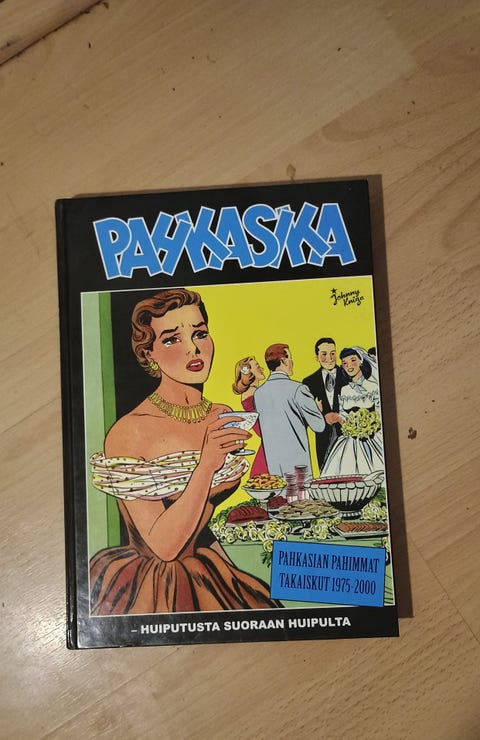 PAHKASIKA
Johnny
Kniga
PAHKASIAN PAHIMMAT
TAKAISKUT 1975-2000
– HUIPUTUSTA SUORAAN HUIPULTA